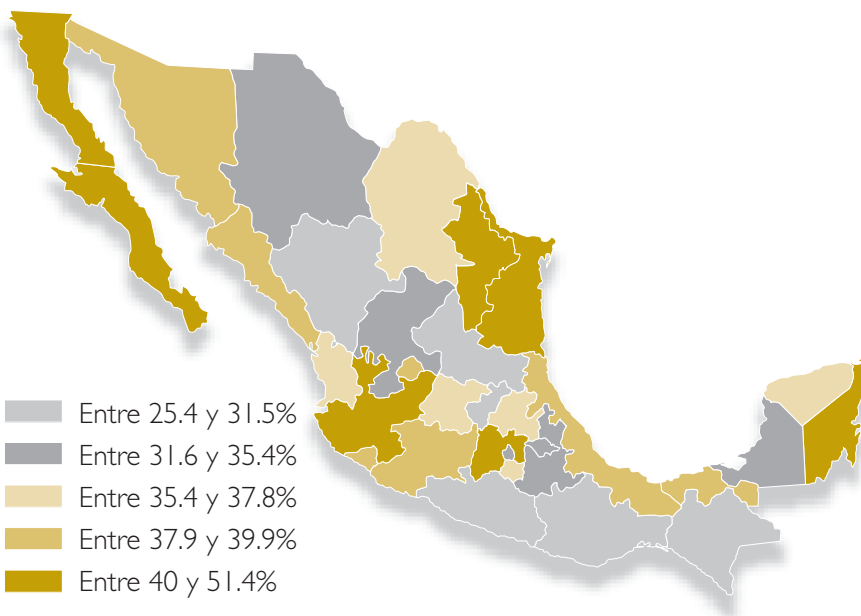 Entre 25.4 y 31.5%
Entre 31.6 y 35.4%
Entre 35.4 y 37.8%
Entre 37.9 y 39.9%
Entre 40 y 51.4%